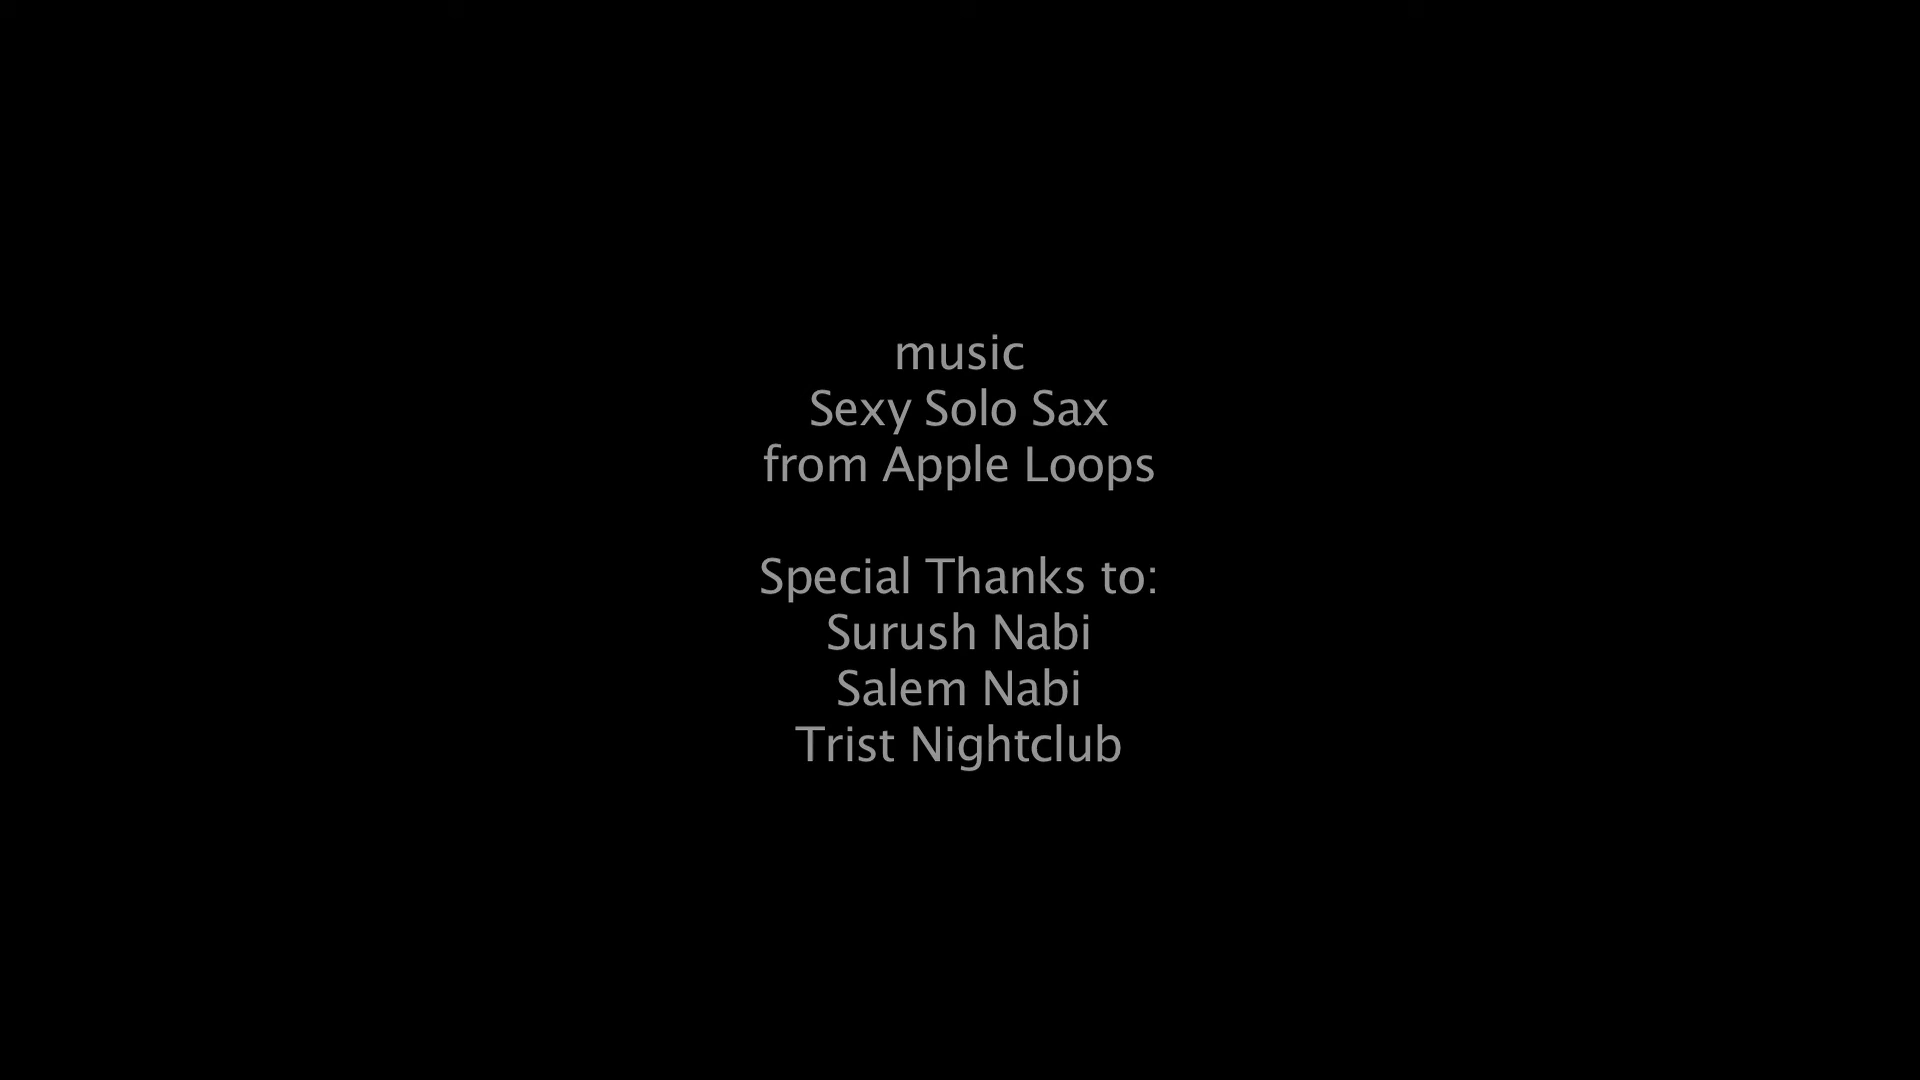 music
Sexy Solo Sax
from Apple Loops
Special Thanks to:
Surush Nabi
Salem Nabi
Trist Nightclub